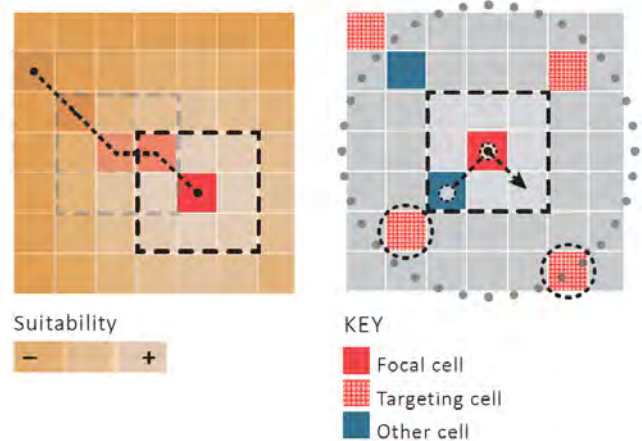 Suitability
− +
KEY
Focal cell
Targeting cell
Other cell